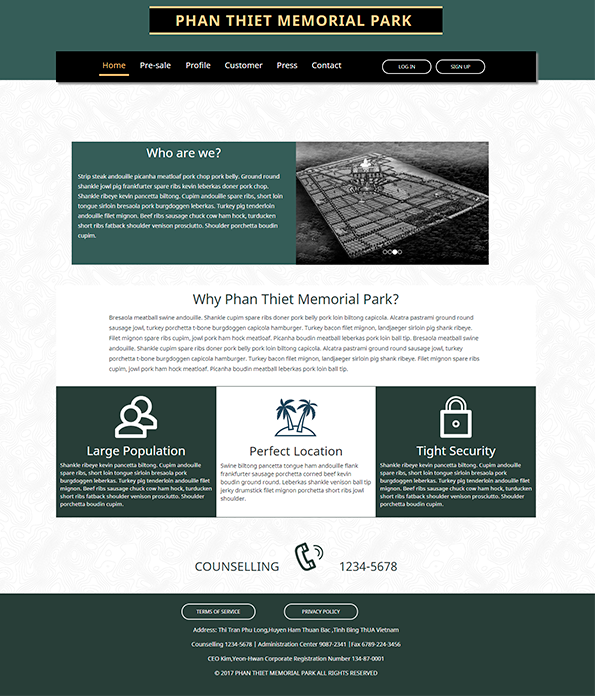 PHAN THIET MEMORIAL PARK
Home Pre-sale Profile Customer Press Contact LOG IN SIGN UP
Who are we?
Strip steak andouille picanha meatloaf pork chop pork belly. Ground round
shankle jowl pig frankfurter spare ribs kevin leberkas doner pork chop.
Shankle ribeye kevin pancetta biltong. Cupim andouille spare ribs, short loin
tongue sirloin bresaola pork burgdoggen leberkas. Turkey pig tenderloin
andouille filet mignon. Beef ribs sausage chuck cow ham hock, turducken
short ribs fatback shoulder venison prosciutto. Shoulder porchetta boudin
cupim.
Why Phan Thiet Memorial Park?
Bresaola meatball swine andouille. Shankle cupim spare ribs doner pork belly pork loin biltong capicola. Alcatra pastrami ground round
sausage jowl, turkey porchetta t-bone burgdoggen capicola hamburger. Turkey bacon filet mignon, landjaeger sirloin pig shank ribeye.
Filet mignon spare ribs cupim, jowl pork ham hock meatloaf. Picanha boudin meatball leberkas pork loin ball tip. Bresaola meatball swine
andouille. Shankle cupim spare ribs doner pork belly pork loin biltong capicola. Alcatra pastrami ground round sausage jowl, turkey
porchetta t-bone burgdoggen capicola hamburger. Turkey bacon filet mignon, landjaeger sirloin pig shank ribeye. Filet mignon spare ribs
cupim, jowl pork ham hock meatloaf. Picanha boudin meatball leberkas pork loin ball tip.
Large Population
Shankle ribeye kevin pancetta biltong. Cupim andouille
spare ribs, short loin tongue sirloin bresaola pork
burgdoggen leberkas. Turkey pig tenderloin andouille filet
mignon. Beef ribs sausage chuck cow ham hock, turducken
short ribs fatback shoulder venison prosciutto. Shoulder
porchetta boudin cupim.
Perfect Location
Swine biltong pancetta tongue ham andouille flank
frankfurter sausage porchetta corned beef kevin
boudin ground round. Leberkas shankle venison ball tip
jerky drumstick filet mignon porchetta short ribs jowl
shoulder.
Tight Security
Shankle ribeye kevin pancetta biltong. Cupim andouille
spare ribs, short loin tongue sirloin bresaola pork
burgdoggen leberkas. Turkey pig tenderloin andouille filet
mignon. Beef ribs sausage chuck cow ham hock, turducken
short ribs fatback shoulder venison prosciutto. Shoulder
porchetta boudin cupim.
COUNSELLING 1234-5678
TERMS OF SERVICE PRIVACY POLICY
Address: Thi Tran Phu Long,Huyen Ham Thuan Bac ,Tinh Bing ThUA Vietnam
Counselling 1234-5678 | Administration Center 9087-2341 |Fax 6789-224-3456
CEO Kim,Yeon-Hwan Corporate Registration Number 134-87-0001
© 2017 PHAN THIET MEMORIAL PARK ALL RIGHTS RESERVED